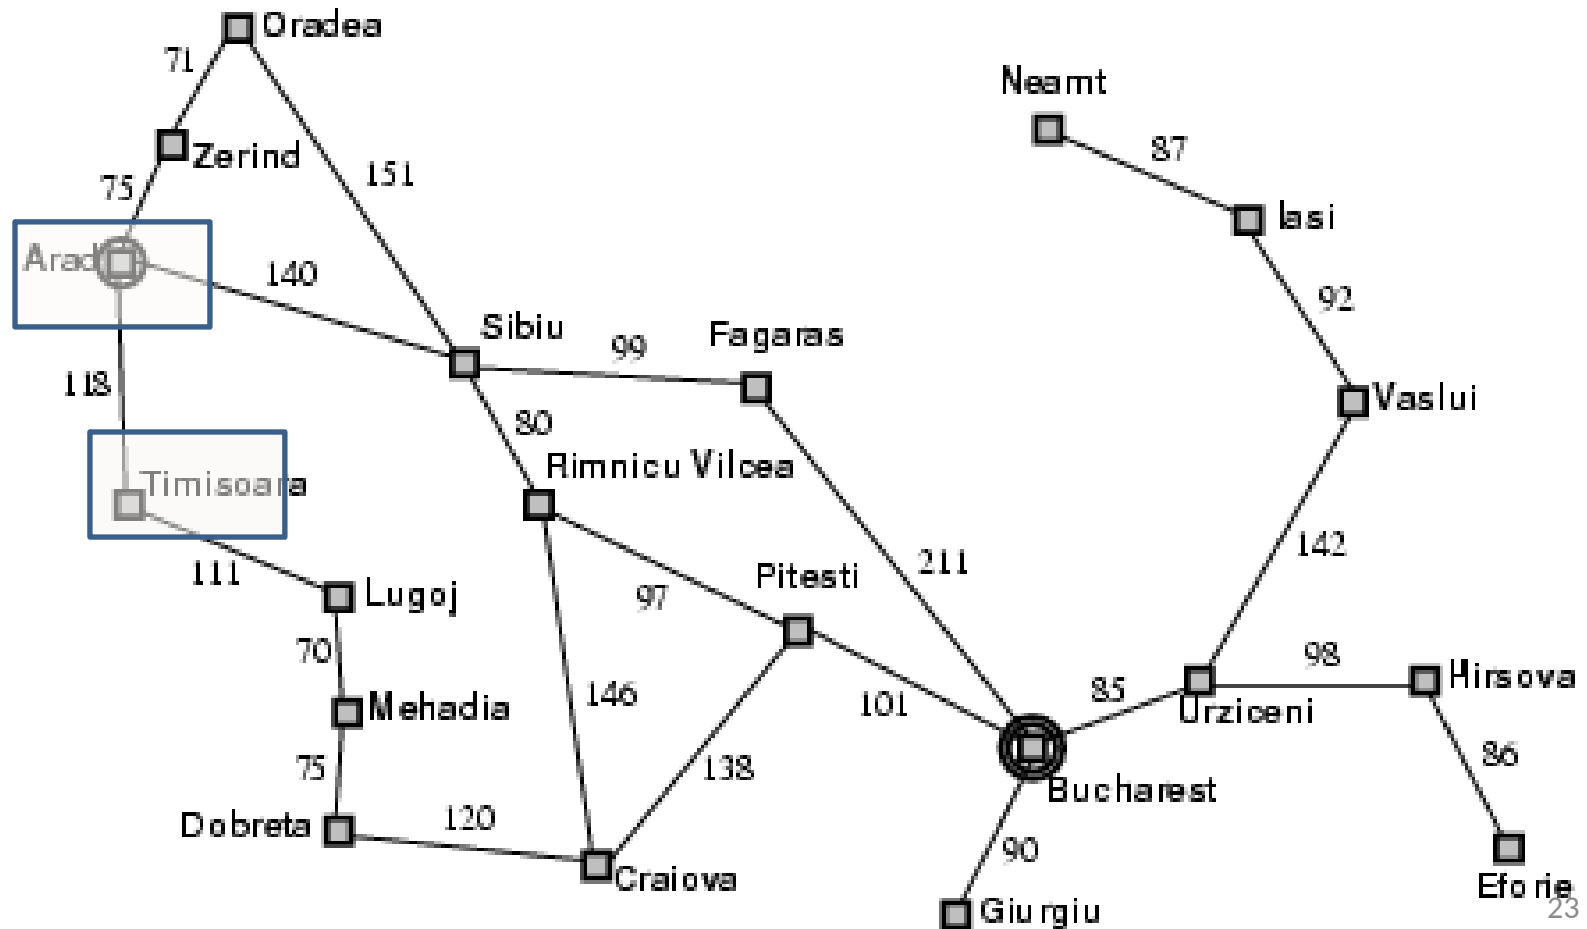 Oradea
71
Neamt
87
Zerind
151
75
Iasi
Arad
140
92
Sibiu
Fagaras
99
118
Vaslui
80
Rimnicu Vilcea
Timisoara
142
211
111
Pitesti
Lugoj
97
70
98
Hirsova
146
85
101
Mehadia
Urziceni
75
138
86
Bucharest
Dobreta
120
90
Craiova
Eforie
Giurgiu
23